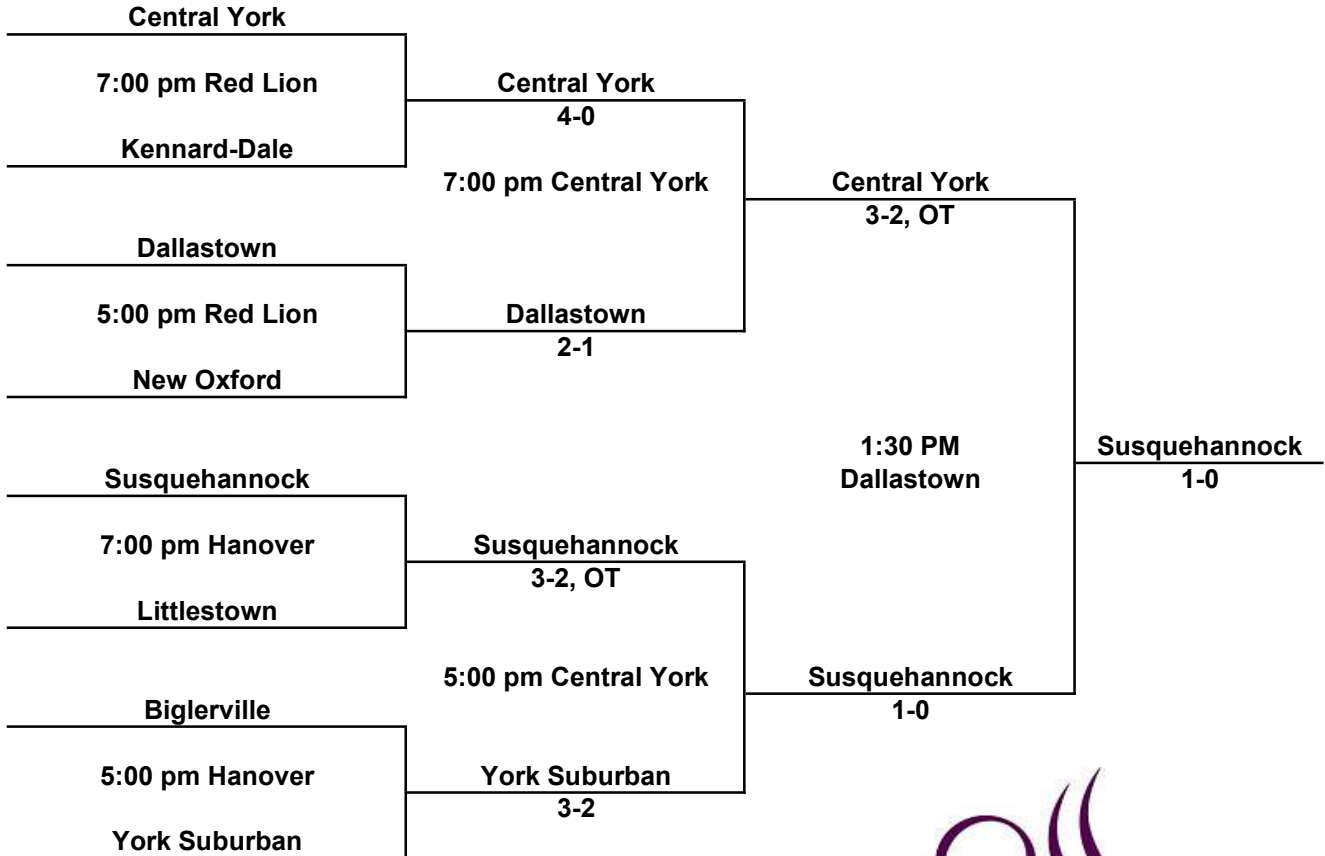 Central York
7:00 pm Red Lion
Central York
4-0
Kennard-Dale
7:00 pm Central York
Central York
3-2, OT
Dallastown
5:00 pm Red Lion
Dallastown
2-1
New Oxford
1:30 PM
Dallastown
Susquehannock
1-0
Susquehannock
7:00 pm Hanover
Susquehannock
3-2, OT
Littlestown
5:00 pm Central York
Susquehannock
1-0
Biglerville
5:00 pm Hanover
York Suburban
3-2
York Suburban